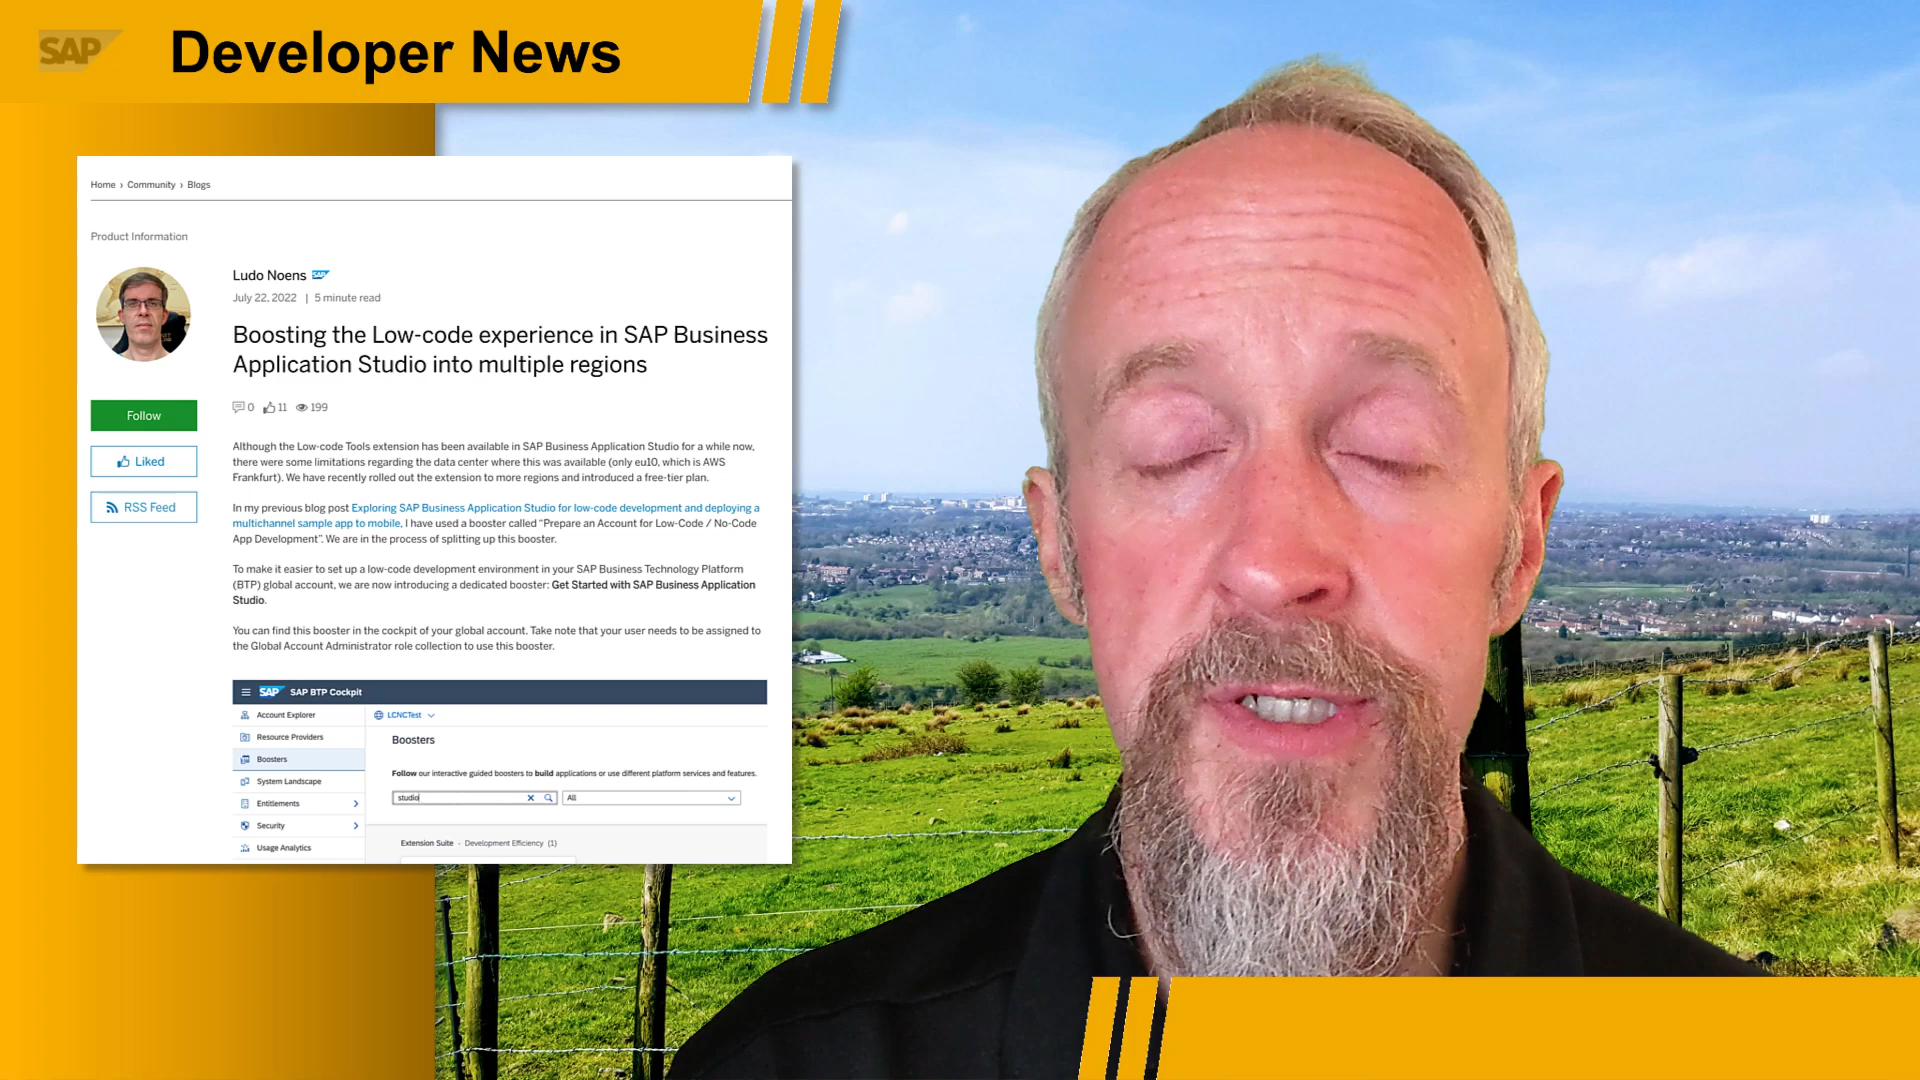 SAP
Developer News
Home › Community › Blogs
Product Information
Ludo Noens SAP
July 22, 2022 | 5 minute read
Boosting the Low-code experience in SAP Business
Application Studio into multiple regions
0 11 199
Follow
Liked
RSS Feed
Although the Low-code Tools extension has been available in SAP Business Application Studio for a while now,
there were some limitations regarding the data center where this was available (only eu10, which is AWS
Frankfurt). We have recently rolled out the extension to more regions and introduced a free-tier plan.
In my previous blog post Exploring SAP Business Application Studio for low-code development and deploying a
multichannel sample app to mobile, I have used a booster called “Prepare an Account for Low-Code / No-Code
App Development”. We are in the process of splitting up this booster.
To make it easier to set up a low-code development environment in your SAP Business Technology Platform
(BTP) global account, we are now introducing a dedicated booster: Get Started with SAP Business Application
Studio.
You can find this booster in the cockpit of your global account. Take note that your user needs to be assigned to
the Global Account Administrator role collection to use this booster.
SAP SAP BTP Cockpit
Account Explorer
Resource Providers
Boosters
System Landscape
Entitlements
Security
Usage Analytics
LCNCTest
Boosters
Follow our interactive guided boosters to build applications or use different platform services and features.
studio
All
Extension Suite - Development Efficiency (1)